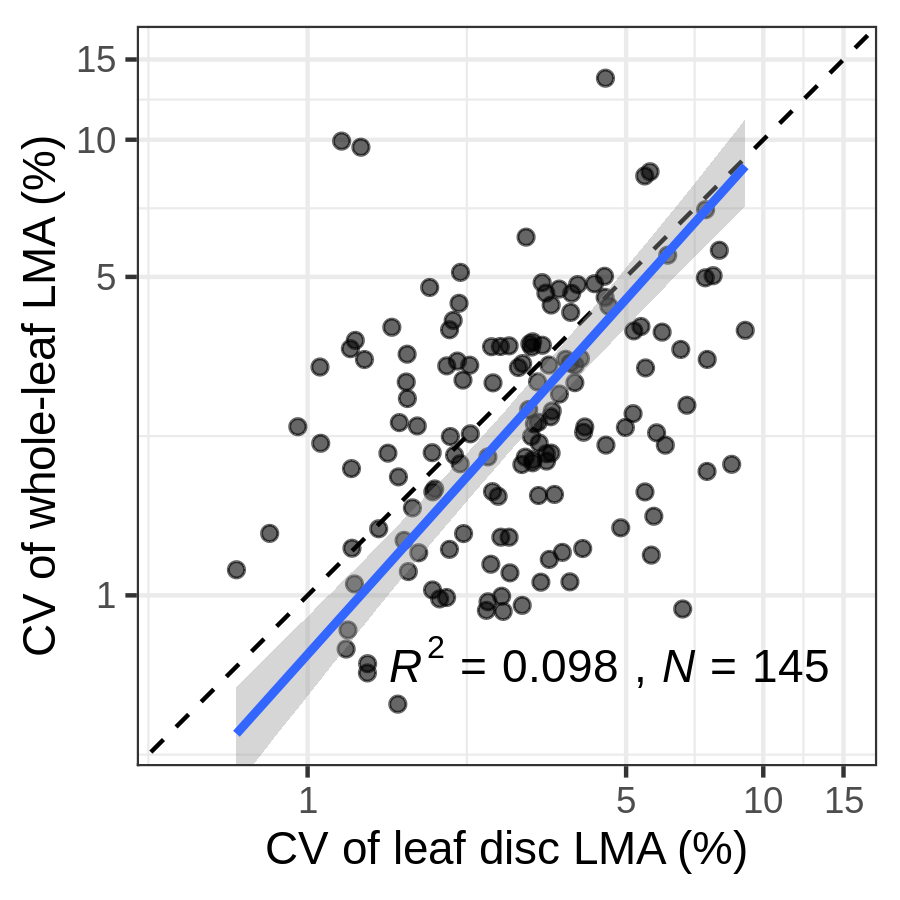 15
10
5
1
CV of whole-leaf LMA (%)
R² = 0.098 , N = 145
1 5 10 15
CV of leaf disc LMA (%)